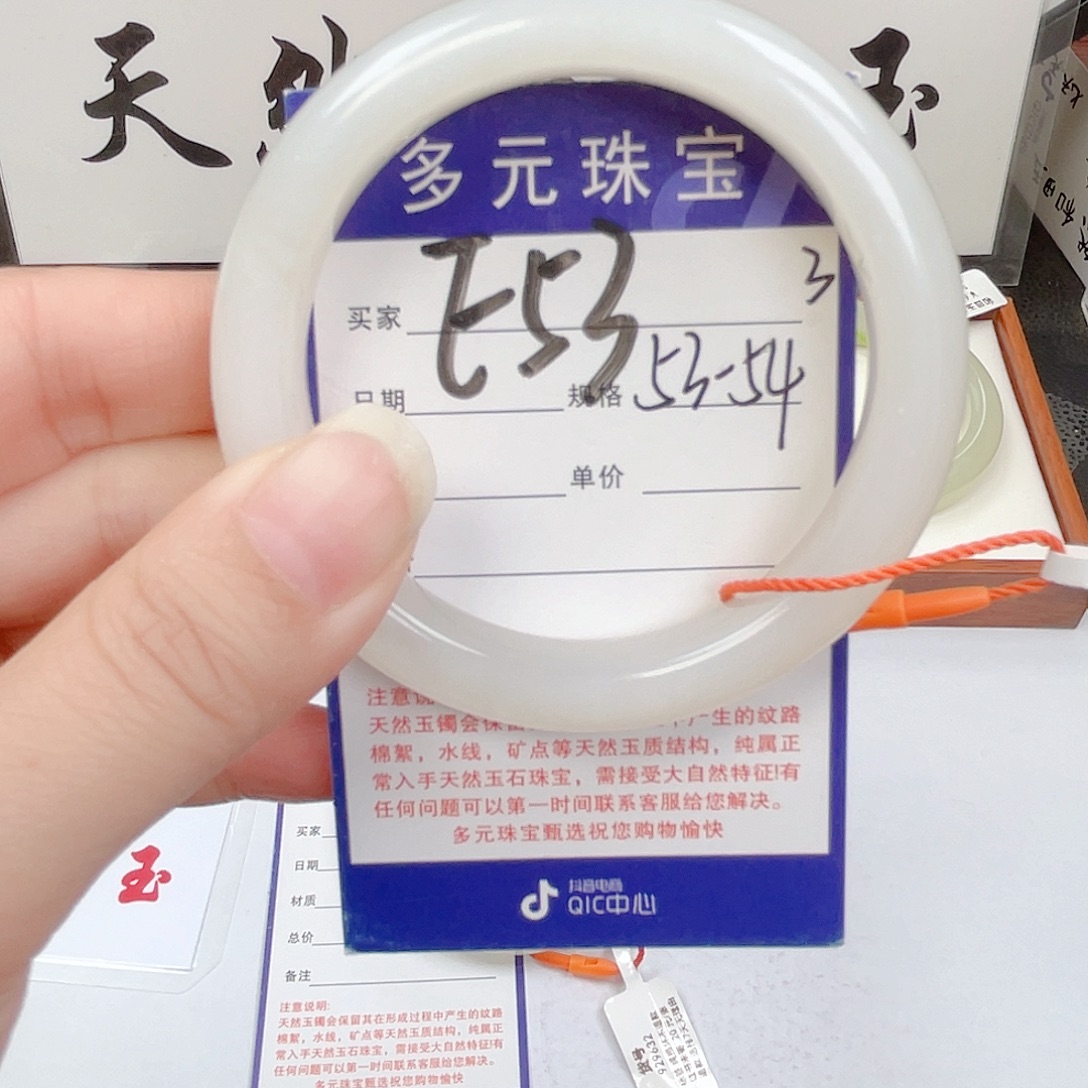 天然 玉
多元珠宝
买家 E53 3
日期 规格 53-54
单价
注意说
天然玉镯会保 产生的纹路
棉絮，水线，矿点等天然玉质结构，纯属正
常入手天然玉石珠宝，需接受大自然特征!有
任何问题可以第一时间联系客服给您解决。
多元珠宝甄选祝您购物愉快
抖音电商
QIC中心
玉
买家
日期
材质
总价
备注
注意说明:
天然玉镯会保留其在形成过程中产生的纹路
棉絮，水线，矿点等天然玉质结构，纯属正
常入手天然玉石珠宝，需接受大自然特征!有
任何问题可以第一时间联系客服给您解决。
多元珠宝甄选祝您购物愉快
货号
929632